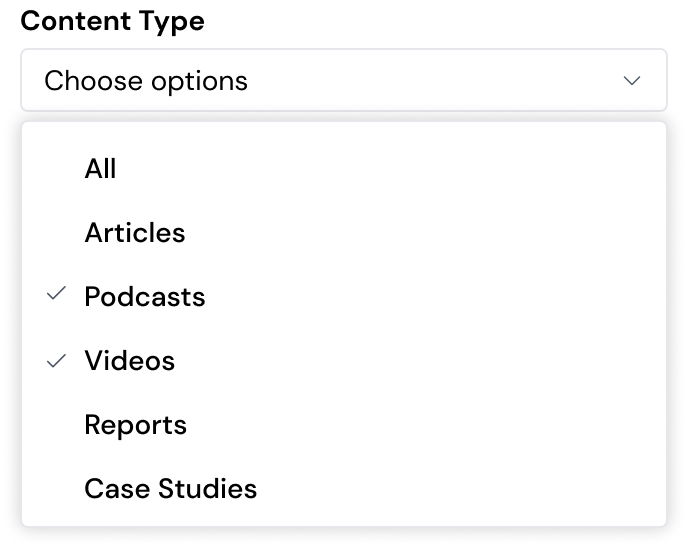 Content Type
Choose options
All
Articles
Podcasts
Videos
Reports
Case Studies